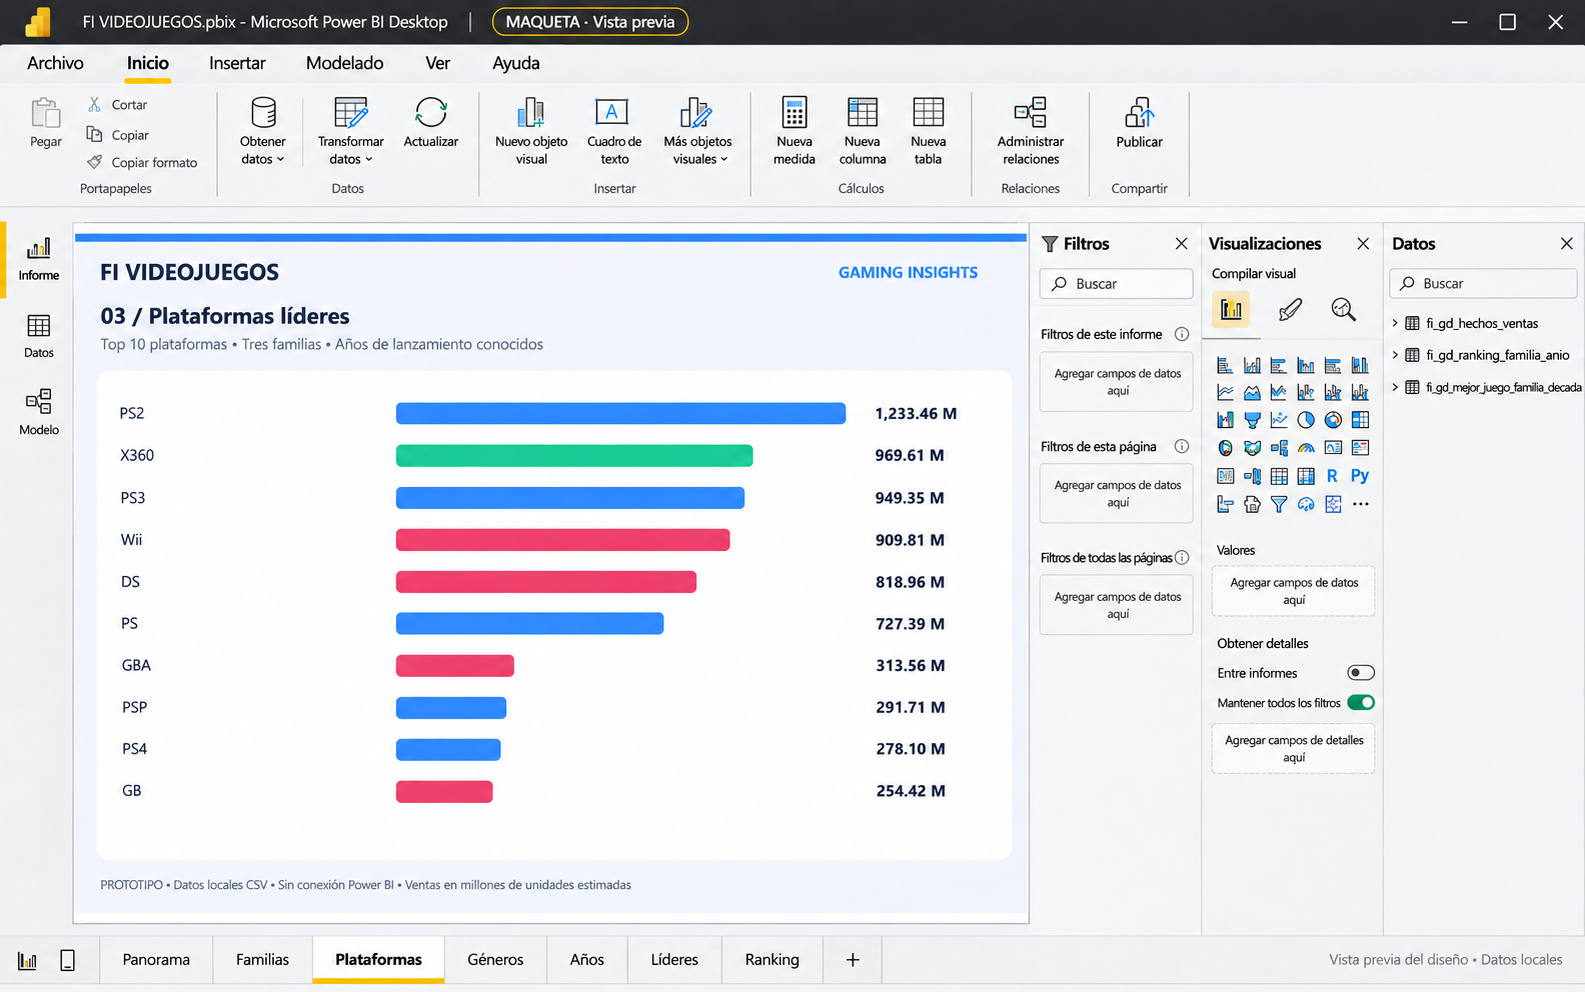 FI VIDEOJUEGOS.pbix - Microsoft Power BI Desktop
MAQUETA · Vista previa
Archivo
Inicio
Insertar
Modelado
Ver
Ayuda
Pegar
Cortar
Copiar
Copiar formato
Portapapeles
Obtener
datos
Transformar
datos
Actualizar
Datos
Nuevo objeto
visual
A
Cuadro de
texto
Más objetos
visuales
Insertar
Nueva
medida
Nueva
columna
Nueva
tabla
Cálculos
Administrar
relaciones
Relaciones
Publicar
Compartir
Informe
Datos
Modelo
FI VIDEOJUEGOS
GAMING INSIGHTS
03 / Plataformas líderes
Top 10 plataformas • Tres familias • Años de lanzamiento conocidos
PS2 1,233.46 M
X360 969.61 M
PS3 949.35 M
Wii 909.81 M
DS 818.96 M
PS 727.39 M
GBA 313.56 M
PSP 291.71 M
PS4 278.10 M
GB 254.42 M
PROTOTIPO • Datos locales CSV • Sin conexión Power BI • Ventas en millones de unidades estimadas
Filtros
Buscar
Filtros de este informe
Agregar campos de datos
aquí
Filtros de esta página
Agregar campos de datos
aquí
Filtros de todas las páginas
Agregar campos de datos
aquí
Visualizaciones
Compilar visual
R Py
Valores
Agregar campos de datos
aquí
Obtener detalles
Entre informes
Mantener todos los filtros
Agregar campos de detalles
aquí
Datos
Buscar
fi_gd_hechos_ventas
fi_gd_ranking_familia_anio
fi_gd_mejor_juego_familia_decada
Panorama
Familias
Plataformas
Géneros
Años
Líderes
Ranking
+
Vista previa del diseño • Datos locales